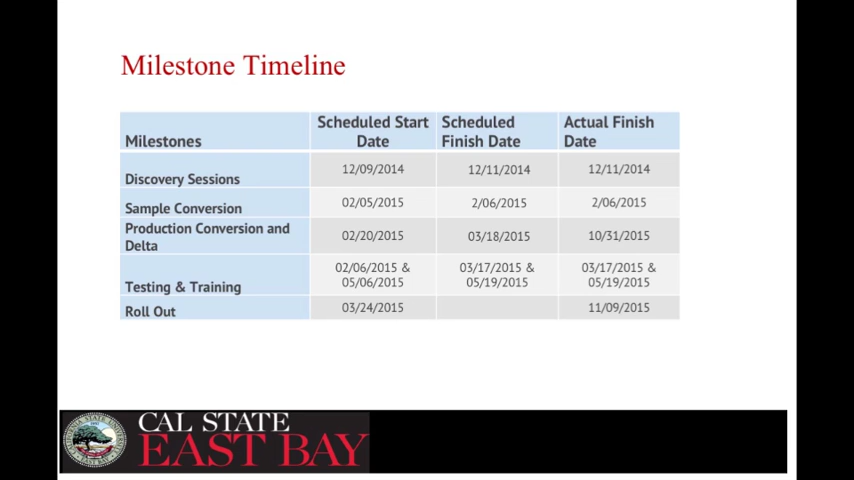 Milestone Timeline
Milestones
Scheduled Start Date
Scheduled Finish Date
Actual Finish Date
Discovery Sessions 12/09/2014 12/11/2014 12/11/2014
Sample Conversion 02/05/2015 2/06/2015 2/06/2015
Production Conversion and Delta 02/20/2015 03/18/2015 10/31/2015
Testing & Training 02/06/2015 & 05/06/2015 03/17/2015 & 05/19/2015 03/17/2015 & 05/19/2015
Roll Out 03/24/2015 11/09/2015
CAL STATE
EAST BAY